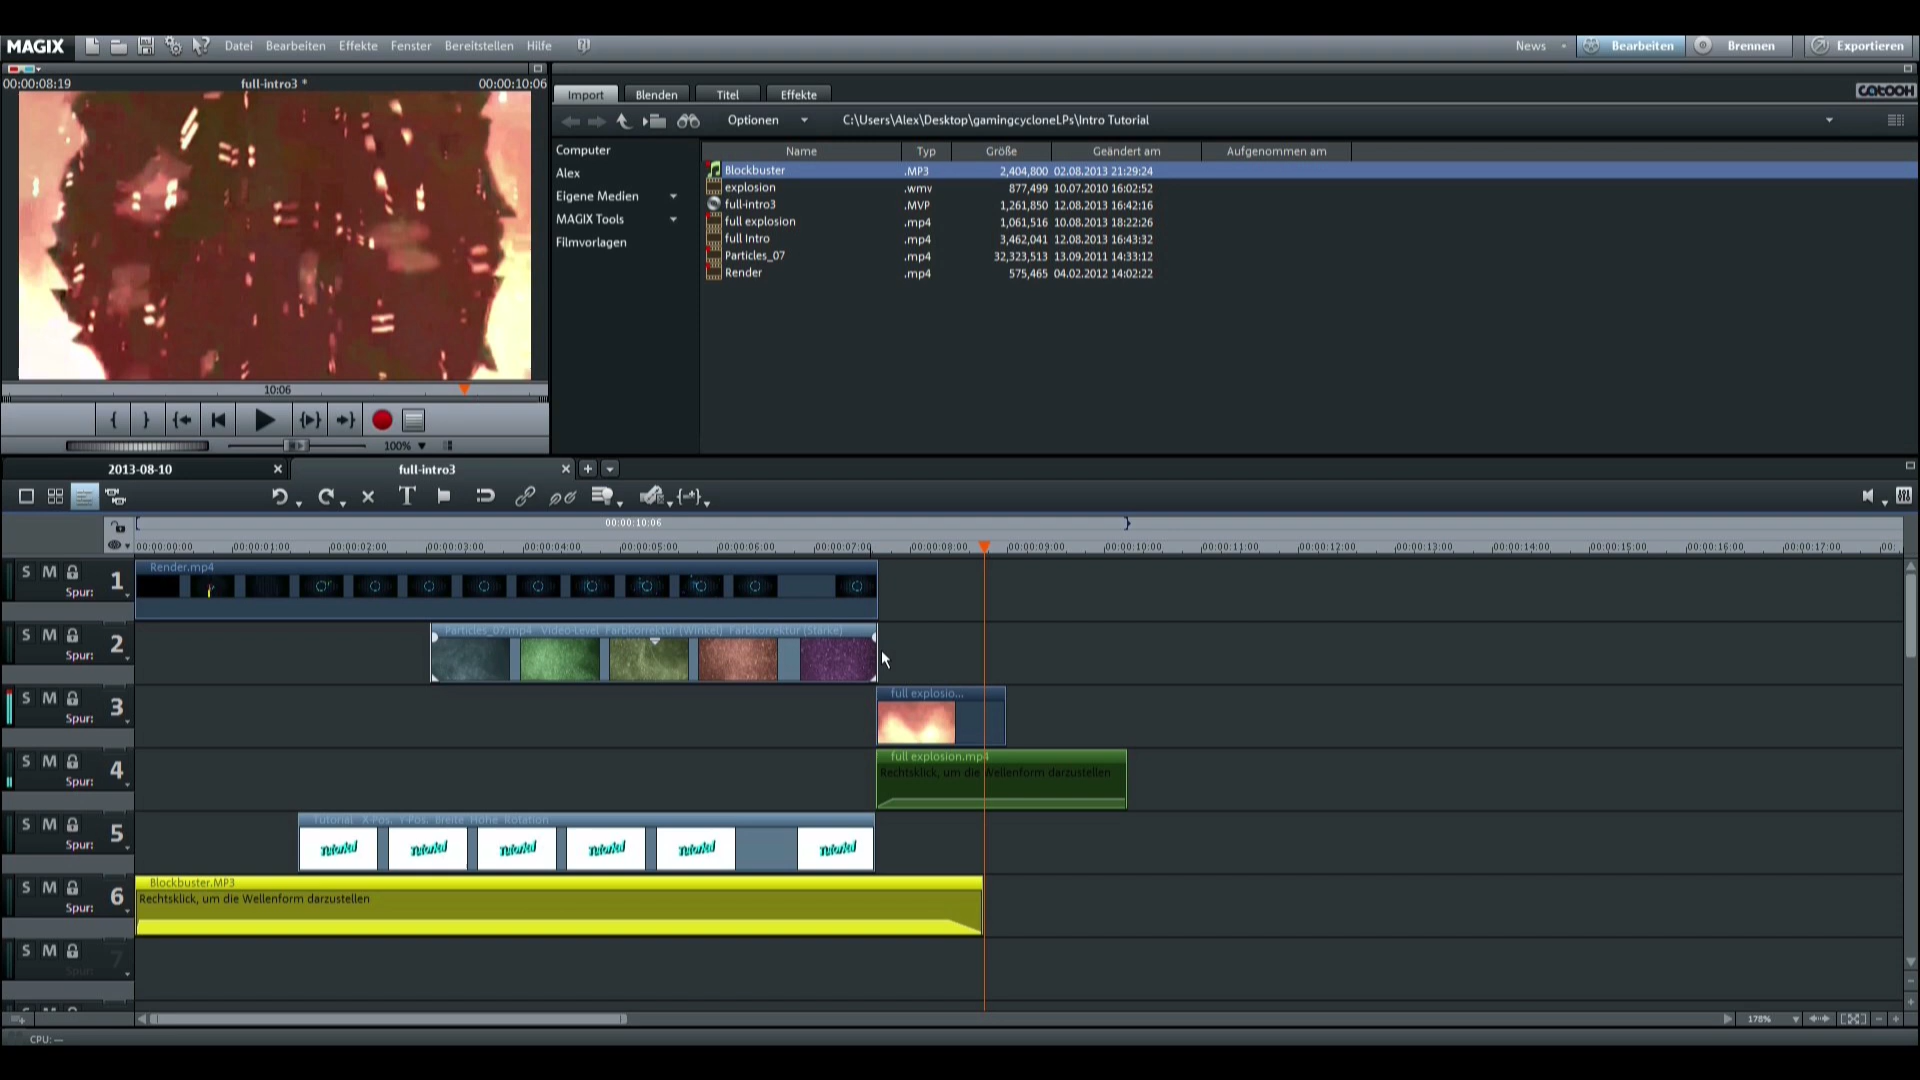 MAGIX Datei Bearbeiten Effekte Fenster Bereitstellen Hilfe News Bearbeiten Brennen Exportieren
00:00:08:19 full-intro3 * 00:00:10:06
Import Blenden Titel Effekte catooh
Optionen C:\Users\Alex\Desktop\gamingcycloneLPs\Intro Tutorial
Computer
Alex
Eigene Medien
MAGIX Tools
Filmvorlagen
Name Typ Größe Geändert am Aufgenommen am
Blockbuster .MP3 2,404,800 02.08.2013 21:29:24
explosion .wmv 877,499 10.07.2010 16:02:52
full-intro3 .MVP 1,261,850 12.08.2013 16:42:16
full explosion .mp4 1,061,516 10.08.2013 18:22:26
full Intro .mp4 3,462,041 12.08.2013 16:43:32
Particles_07 .mp4 32,323,513 13.09.2011 14:33:12
Render .mp4 575,465 04.02.2012 14:02:22
10:06
100%
2013-08-10 full-intro3
00:00:10:06
00:00:00:00 00:00:01:00 00:00:02:00 00:00:03:00 00:00:04:00 00:00:05:00 00:00:06:00 00:00:07:00 00:00:08:00 00:00:09:00 00:00:10:00 00:00:11:00 00:00:12:00 00:00:13:00 00:00:14:00 00:00:15:00 00:00:16:00 00:00:17:00 00:
S M 1
Spur:
Render.mp4
S M 2
Spur:
Particles_07.mp4 Video-Level Farbkorrektur (Winkel) Farbkorrektur (Stärke)
S M 3
Spur:
full explosio...
S M 4
Spur:
full explosion.mp4
Rechtsklick, um die Wellenform darzustellen
S M 5
Spur:
Tutorial X-Pos. Y-Pos. Breite Höhe Rotation
Tutorial Tutorial Tutorial Tutorial Tutorial Tutorial
S M 6
Spur:
Blockbuster.MP3
Rechtsklick, um die Wellenform darzustellen
S M 7
Spur:
178%
CPU: —